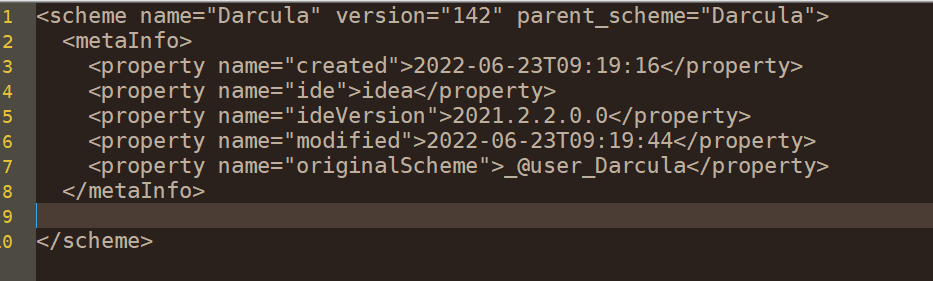 1 <scheme name="Darcula" version="142" parent_scheme="Darcula">
2   <metaInfo>
3     <property name="created">2022-06-23T09:19:16</property>
4     <property name="ide">idea</property>
5     <property name="ideVersion">2021.2.2.0.0</property>
6     <property name="modified">2022-06-23T09:19:44</property>
7     <property name="originalScheme">_@user_Darcula</property>
8   </metaInfo>
9
10 </scheme>